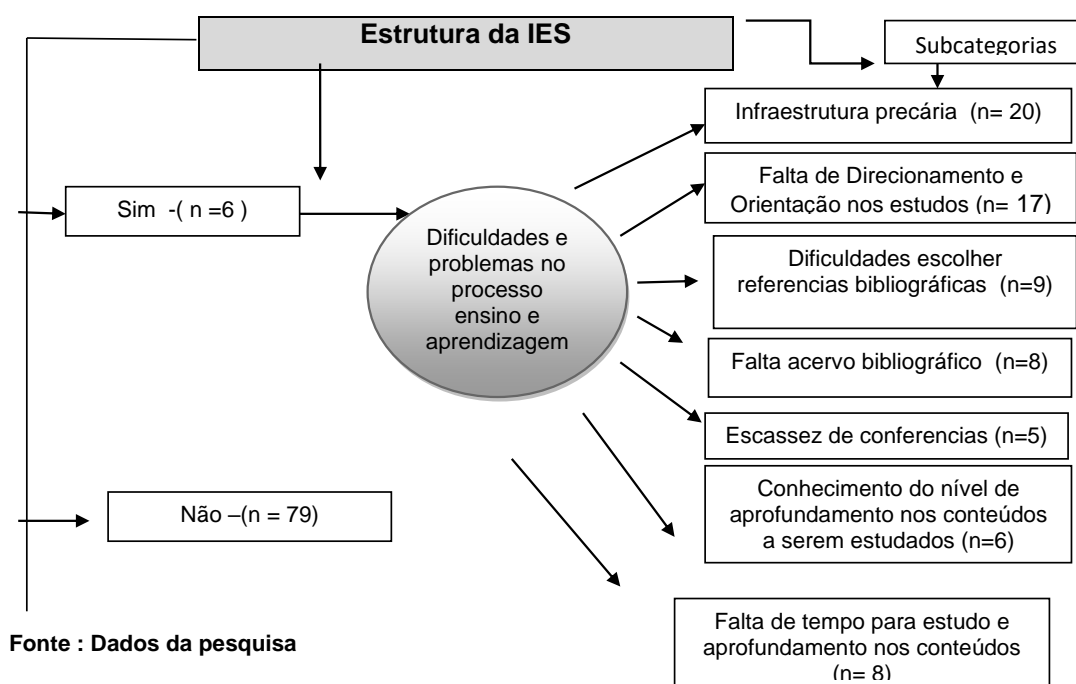 Estrutura da IES
Subcategorias
Infraestrutura precária (n= 20)
Falta de Direcionamento e
Orientação nos estudos (n= 17)
Sim -( n =6 )
Dificuldades e
problemas no
processo
ensino e
aprendizagem
Dificuldades escolher
referencias bibliográficas (n=9)
Falta acervo bibliográfico (n=8)
Escassez de conferencias (n=5)
Conhecimento do nível de
aprofundamento nos conteúdos
a serem estudados (n=6)
Não –(n = 79)
Falta de tempo para estudo e
aprofundamento nos conteúdos
(n= 8)
Fonte : Dados da pesquisa